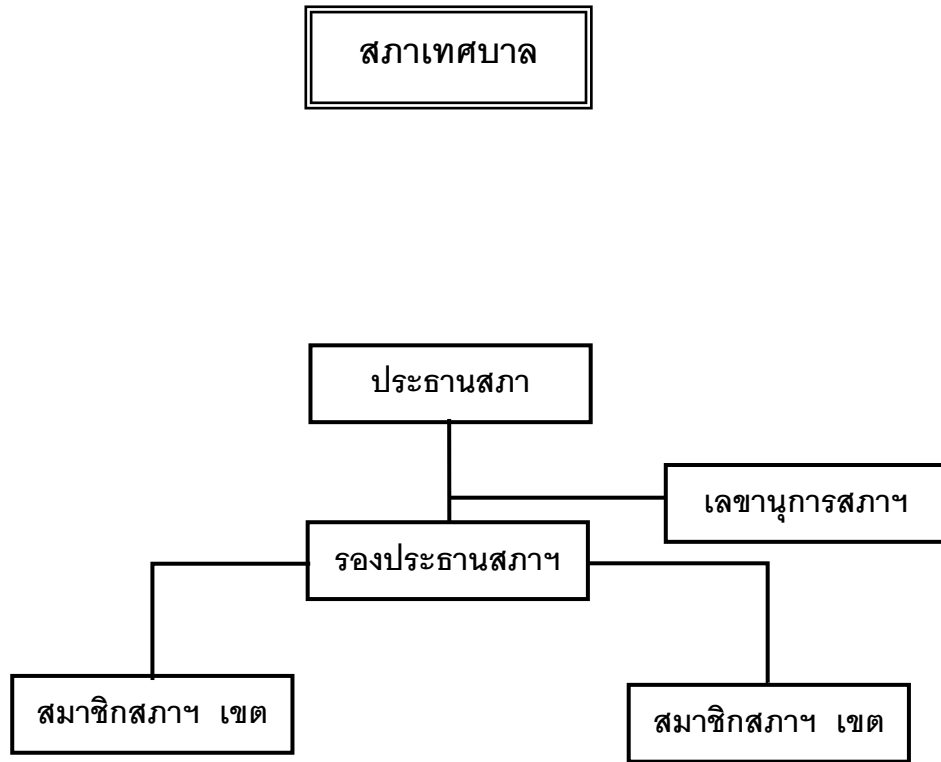 สภาเทศบาล
ประธานสภา
เลขานุการสภาฯ
รองประธานสภาฯ
สมาชิกสภาฯ เขต
สมาชิกสภาฯ เขต